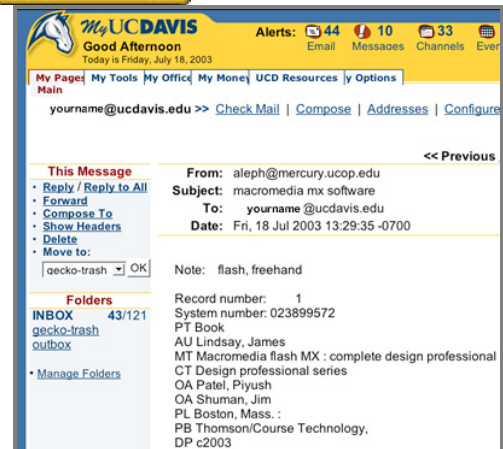 MyUCDAVIS
Good Afternoon
Today is Friday, July 18, 2003
Alerts: 44 10 33
Email Messages Channels Even
My Pages My Tools My Office My Money UCD Resources y Options
Main
yourname@ucdavis.edu >> Check Mail | Compose | Addresses | Configure
<< Previous
This Message
· Reply / Reply to All
· Forward
· Compose To
· Show Headers
· Delete
· Move to:
gecko-trash OK
Folders
INBOX 43/121
gecko-trash
outbox
· Manage Folders
From: aleph@mercury.ucop.edu
Subject: macromedia mx software
To: yourname @ucdavis.edu
Date: Fri, 18 Jul 2003 13:29:35 -0700
Note: flash, freehand
Record number: 1
System number: 023899572
PT Book
AU Lindsay, James
MT Macromedia flash MX : complete design professional
CT Design professional series
OA Patel, Piyush
OA Shuman, Jim
PL Boston, Mass. :
PB Thomson/Course Technology,
DP c2003